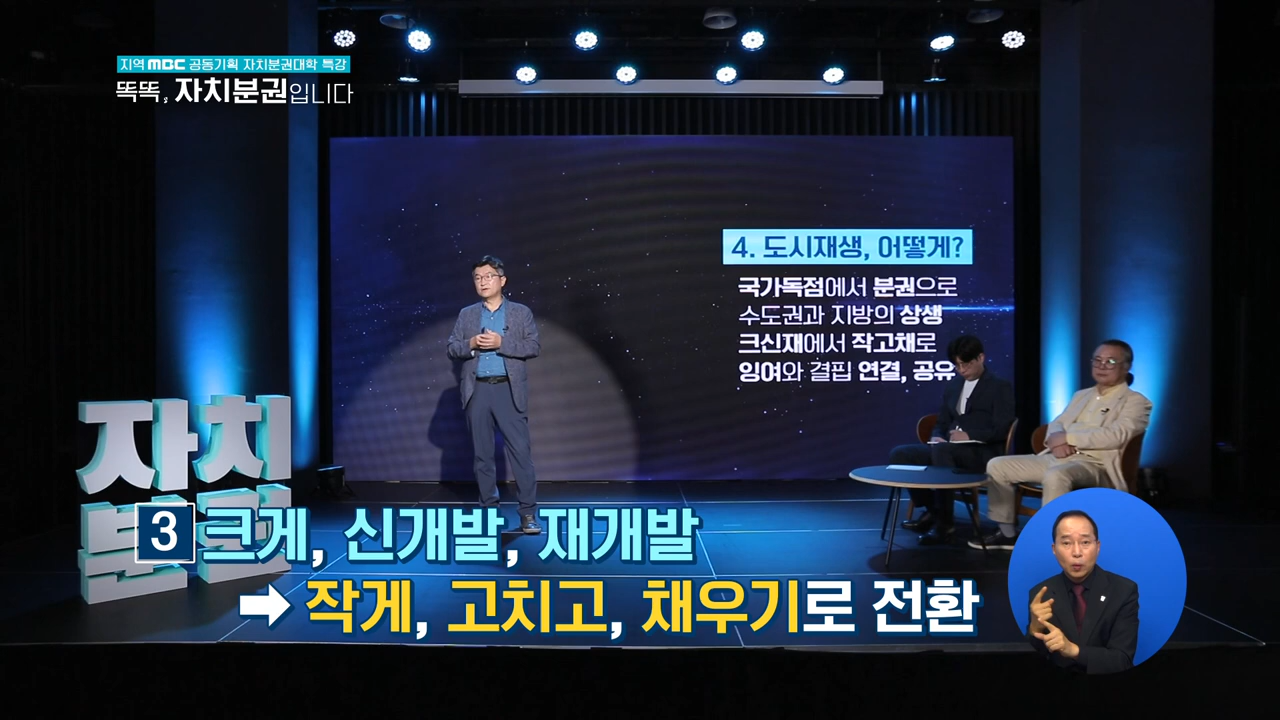 지역 MBC 공동기획 자치분권대학 특강
똑똑, 자치분권입니다
4. 도시재생, 어떻게?
국가독점에서 분권으로
수도권과 지방의 상생
크신재에서 작고채로
잉여와 결핍 연결, 공유
자치
분권
3 크게, 신개발, 재개발
➡ 작게, 고치고, 채우기로 전환